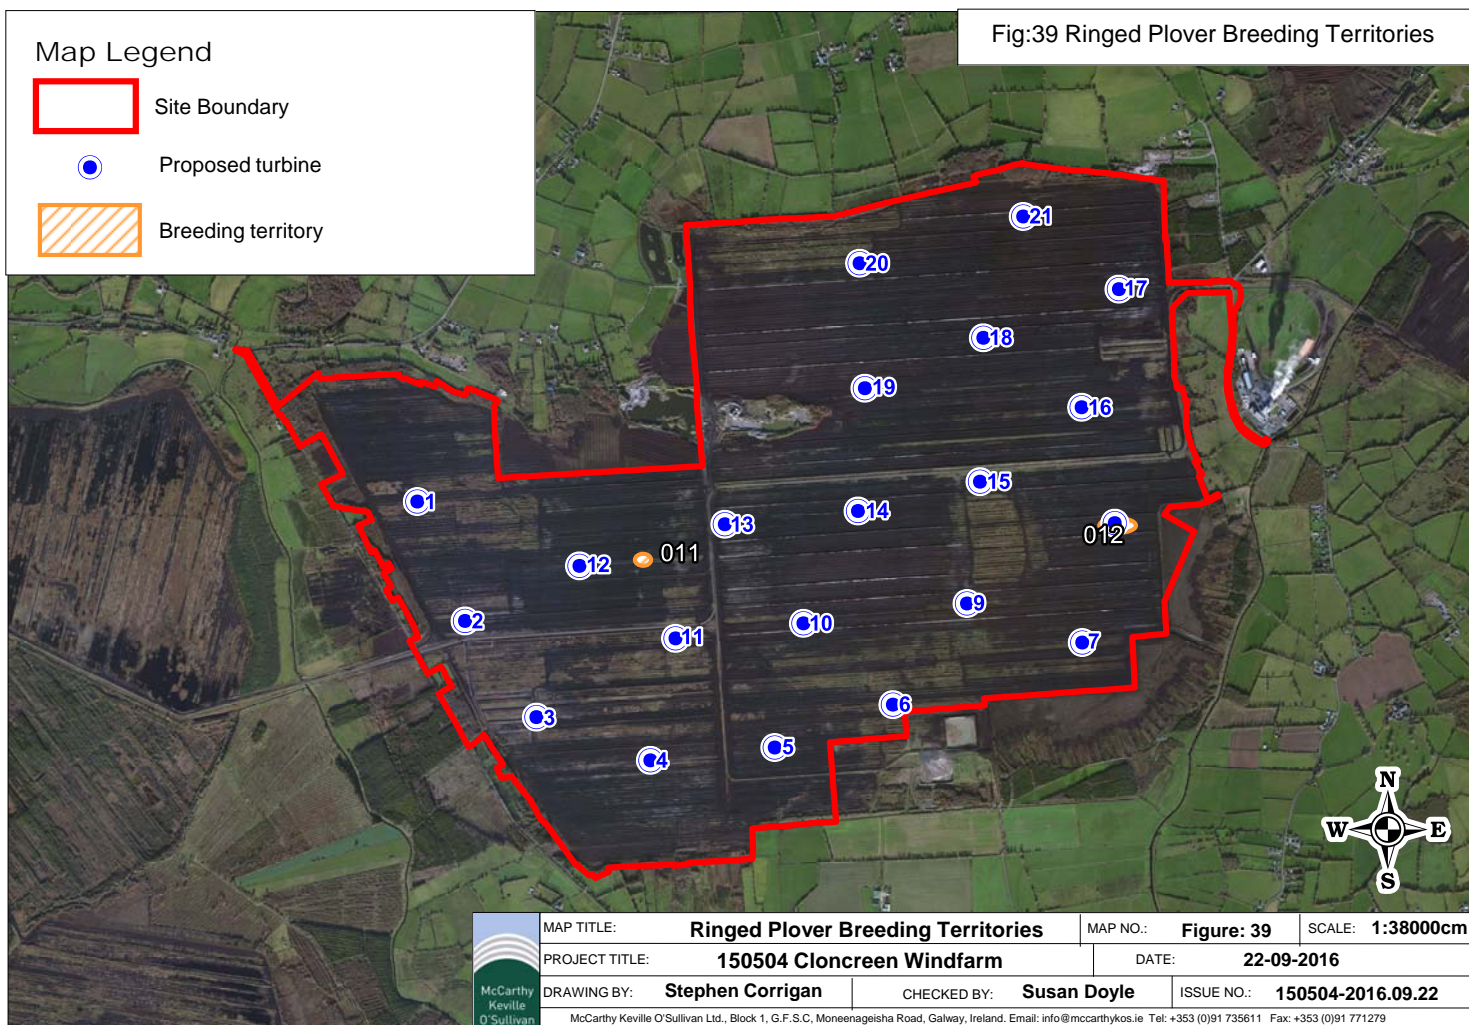 Fig:39 Ringed Plover Breeding Territories
Map Legend
Site Boundary
Proposed turbine
Breeding territory
21
20
17
18
19
16
15
1
14
13
012
12
011
9
2
10
11
7
6
3
5
4
N
W E
S
MAP TITLE: Ringed Plover Breeding Territories MAP NO.: Figure: 39 SCALE: 1:38000cm
PROJECT TITLE: 150504 Cloncreen Windfarm DATE: 22-09-2016
DRAWING BY: Stephen Corrigan CHECKED BY: Susan Doyle ISSUE NO.: 150504-2016.09.22
McCarthy
Keville
O'Sullivan
McCarthy Keville O'Sullivan Ltd., Block 1, G.F.S.C, Moneenageisha Road, Galway, Ireland. Email: info@mccarthykos.ie Tel: +353 (0)91 735611 Fax: +353 (0)91 771279